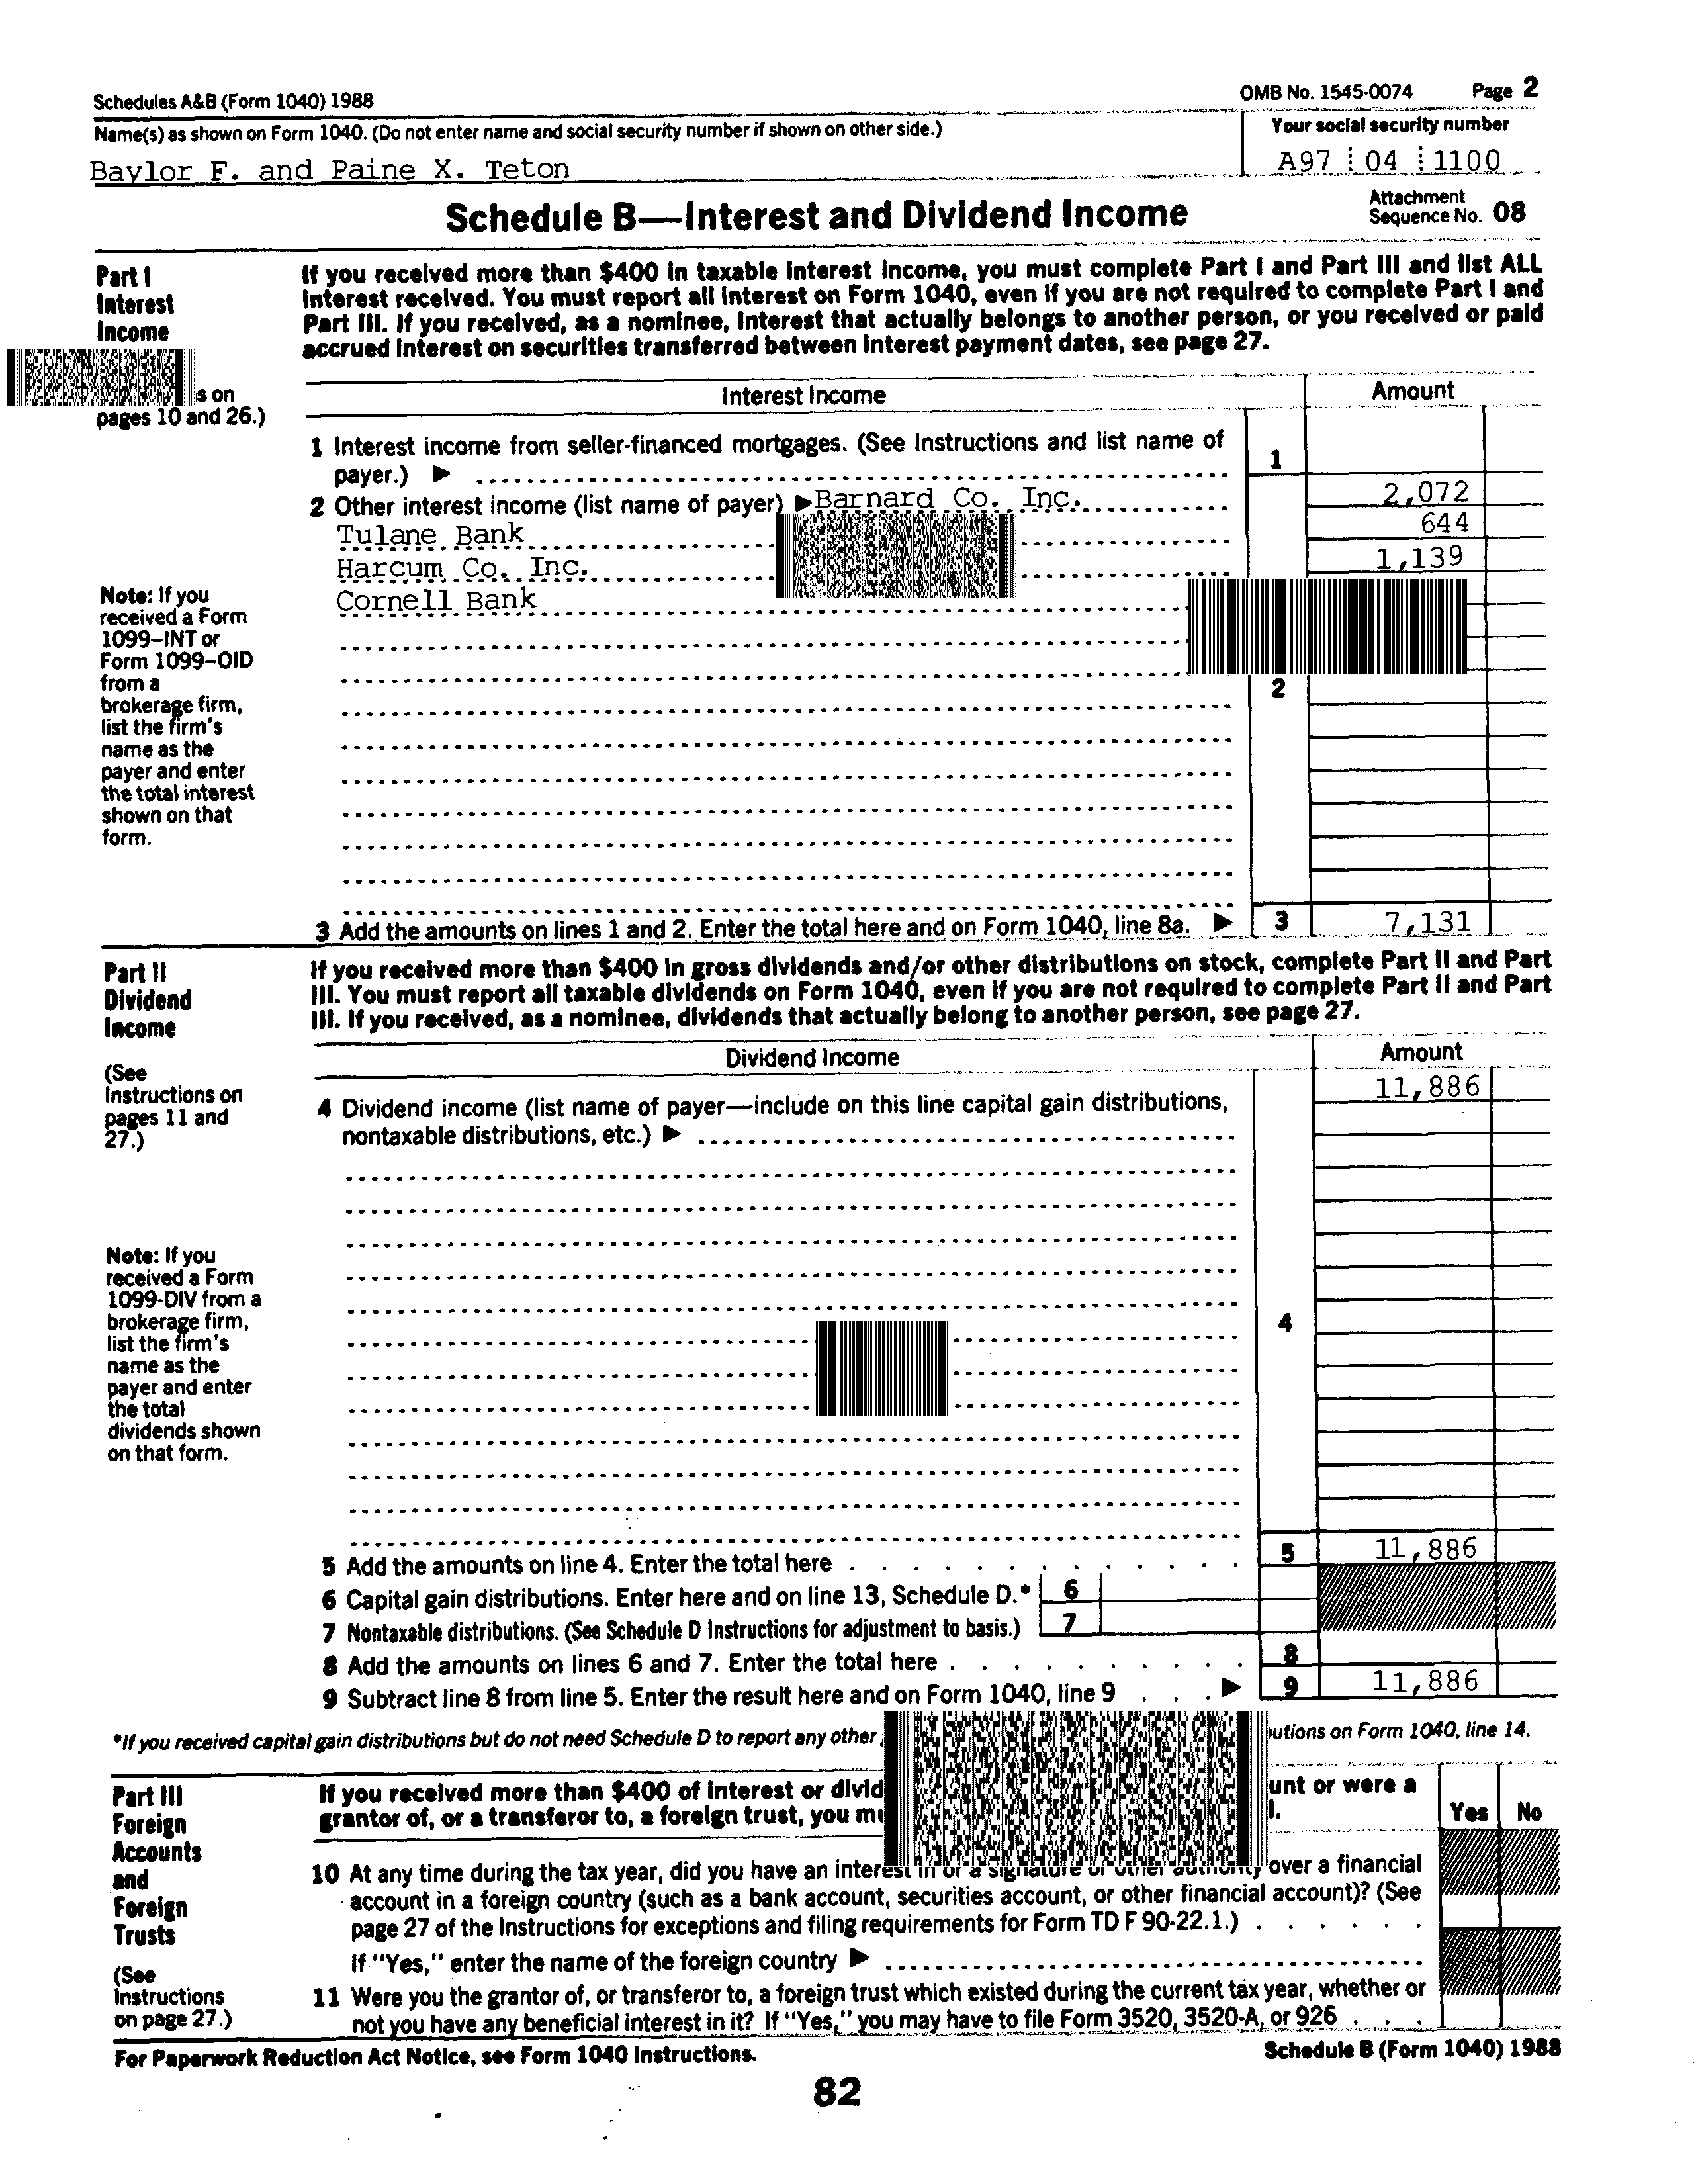 Schedules A&B (Form 1040) 1988
OMB No. 1545-0074 Page 2
Name(s) as shown on Form 1040. (Do not enter name and social security number if shown on other side.)
Your social security number
Baylor F. and Paine X. Teton
A97 04 1100
Schedule B—Interest and Dividend Income
Attachment
Sequence No. 08
Part I
Interest
Income
s on
pages 10 and 26.)
If you received more than $400 in taxable interest income, you must complete Part I and Part III and list ALL
interest received. You must report all interest on Form 1040, even if you are not required to complete Part I and
Part III. If you received, as a nominee, interest that actually belongs to another person, or you received or paid
accrued interest on securities transferred between interest payment dates, see page 27.
Interest Income Amount
1 Interest income from seller-financed mortgages. (See Instructions and list name of
payer.) ▶ 1
2 Other interest income (list name of payer) ▶ Barnard Co. Inc. 2,072
Tulane Bank 644
Harcum Co. Inc. 1,139
Cornell Bank
2
Note: If you
received a Form
1099–INT or
Form 1099–OID
from a
brokerage firm,
list the firm's
name as the
payer and enter
the total interest
shown on that
form.
3 Add the amounts on lines 1 and 2. Enter the total here and on Form 1040, line 8a. ▶ 3 7,131
Part II
Dividend
Income
(See
Instructions on
pages 11 and
27.)
If you received more than $400 in gross dividends and/or other distributions on stock, complete Part II and Part
III. You must report all taxable dividends on Form 1040, even if you are not required to complete Part II and Part
III. If you received, as a nominee, dividends that actually belong to another person, see page 27.
Dividend Income Amount
11,886
4 Dividend income (list name of payer—include on this line capital gain distributions,
nontaxable distributions, etc.) ▶
4
Note: If you
received a Form
1099-DIV from a
brokerage firm,
list the firm's
name as the
payer and enter
the total
dividends shown
on that form.
5 Add the amounts on line 4. Enter the total here 5 11,886
6 Capital gain distributions. Enter here and on line 13, Schedule D.* 6
7 Nontaxable distributions. (See Schedule D Instructions for adjustment to basis.) 7
8 Add the amounts on lines 6 and 7. Enter the total here 8
9 Subtract line 8 from line 5. Enter the result here and on Form 1040, line 9 ▶ 9 11,886
*If you received capital gain distributions but do not need Schedule D to report any other utions on Form 1040, line 14.
Part III
Foreign
Accounts
and
Foreign
Trusts
(See
Instructions
on page 27.)
If you received more than $400 of interest or divid unt or were a
grantor of, or a transferor to, a foreign trust, you mu l.
Yes No
10 At any time during the tax year, did you have an interest in or a signature or other authority over a financial
account in a foreign country (such as a bank account, securities account, or other financial account)? (See
page 27 of the Instructions for exceptions and filing requirements for Form TD F 90-22.1.)
If "Yes," enter the name of the foreign country ▶
11 Were you the grantor of, or transferor to, a foreign trust which existed during the current tax year, whether or
not you have any beneficial interest in it? If "Yes," you may have to file Form 3520, 3520-A, or 926
For Paperwork Reduction Act Notice, see Form 1040 Instructions.
Schedule B (Form 1040) 1988
82